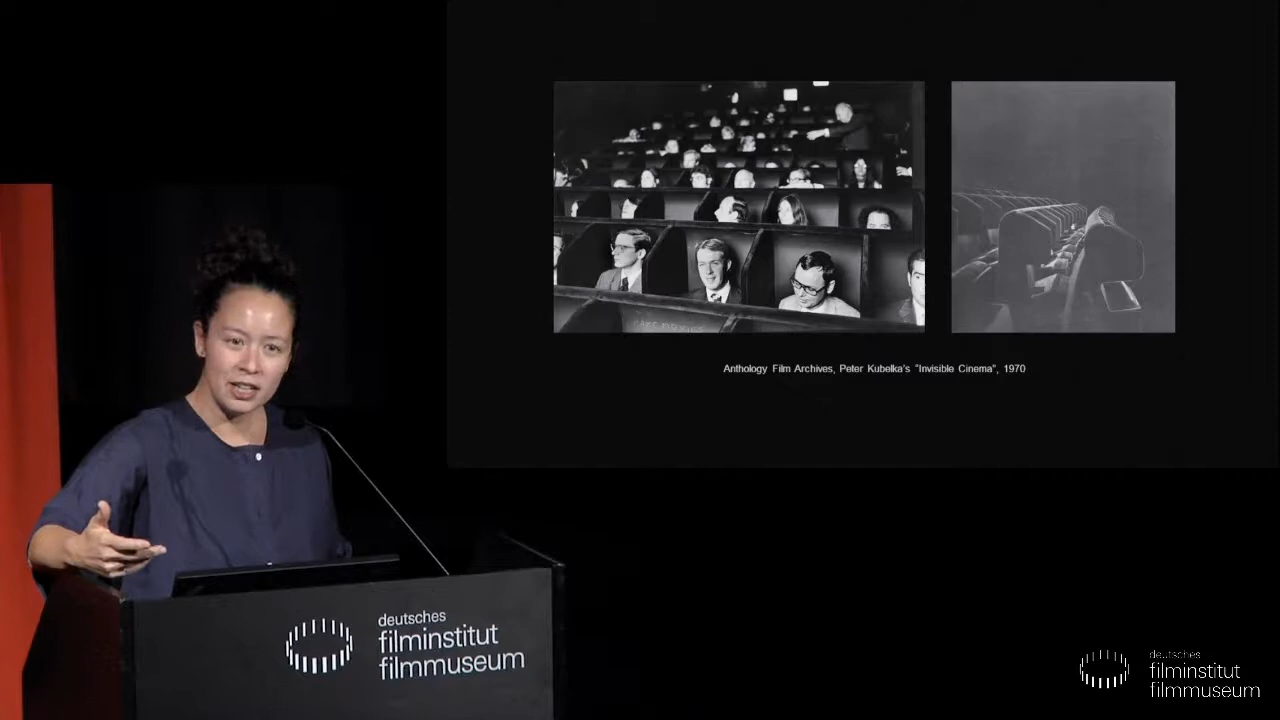 Anthology Film Archives, Peter Kubelka's "Invisible Cinema", 1970
deutsches
filminstitut
filmmuseum
deutsches
filminstitut
filmmuseum